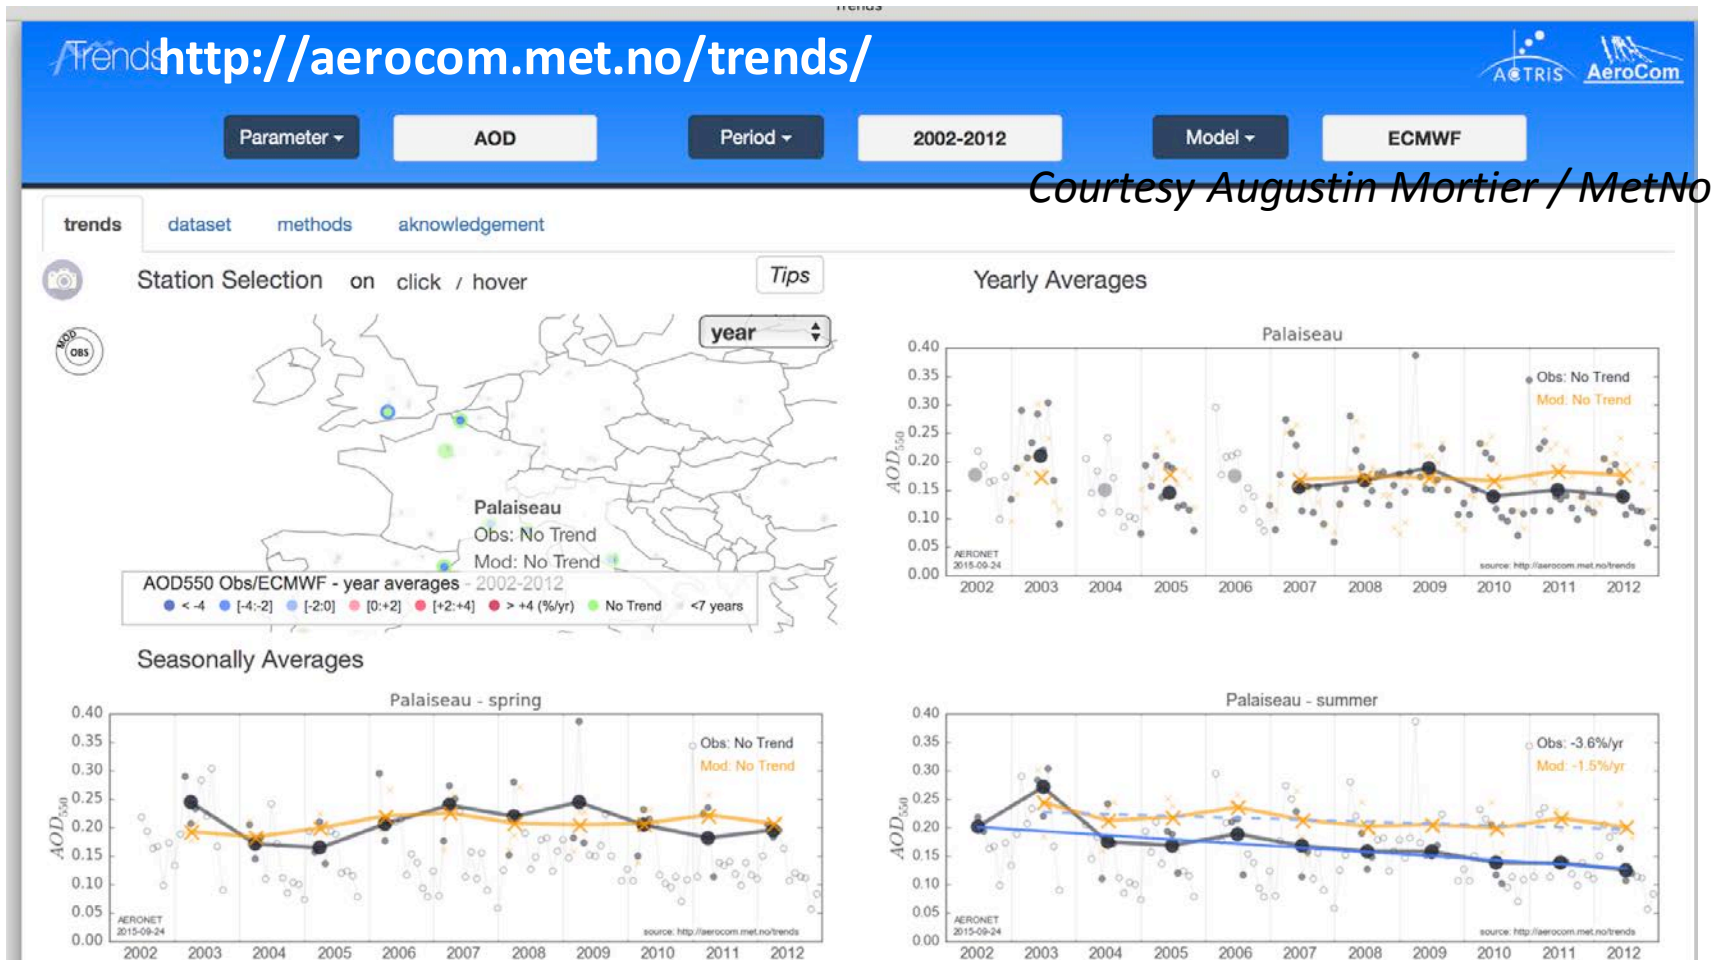 Trends
Trends
http://aerocom.met.no/trends/
ACTRIS
AeroCom
Parameter
AOD
Period
2002-2012
Model
ECMWF
Courtesy Augustin Mortier / MetNo
trends
dataset
methods
aknowledgement
Station Selection on click / hover
Tips
MOD
OBS
year
Palaiseau
Obs: No Trend
Mod: No Trend
AOD550 Obs/ECMWF - year averages - 2002-2012
< -4 [-4:-2] [-2:0] [0:+2] [+2:+4] > +4 (%/yr) No Trend <7 years
Yearly Averages
Palaiseau
Obs: No Trend
Mod: No Trend
AOD550
0.40
0.35
0.30
0.25
0.20
0.15
0.10
0.05
0.00
AERONET
2015-09-24
source: http://aerocom.met.no/trends
2002 2003 2004 2005 2006 2007 2008 2009 2010 2011 2012
Seasonally Averages
Palaiseau - spring
Obs: No Trend
Mod: No Trend
AOD550
0.40
0.35
0.30
0.25
0.20
0.15
0.10
0.05
0.00
AERONET
2015-09-24
source: http://aerocom.met.no/trends
2002 2003 2004 2005 2006 2007 2008 2009 2010 2011 2012
Palaiseau - summer
Obs: -3.6%/yr
Mod: -1.5%/yr
AOD550
0.40
0.35
0.30
0.25
0.20
0.15
0.10
0.05
0.00
AERONET
2015-09-24
source: http://aerocom.met.no/trends
2002 2003 2004 2005 2006 2007 2008 2009 2010 2011 2012